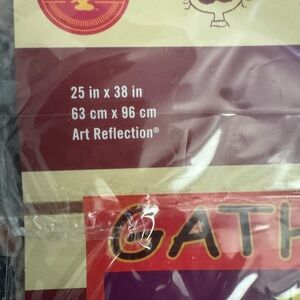 25 in x 38 in
63 cm x 96 cm
Art Reflection®
GATH